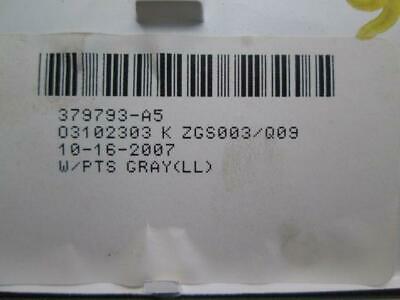 379793-A5
03102303 K ZGS003/Q09
10-16-2007
W/PTS GRAY(LL)